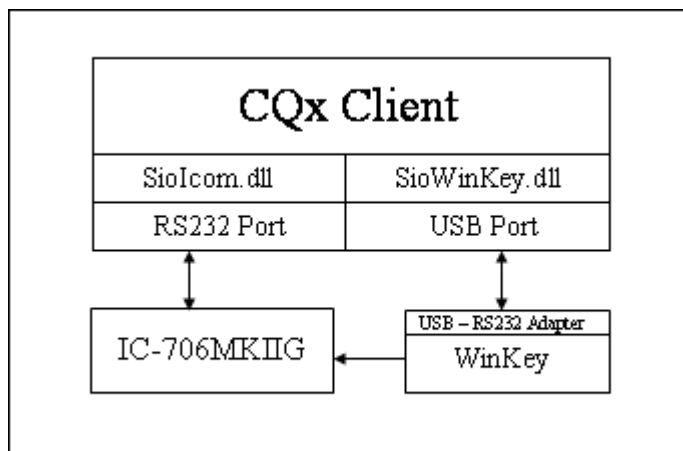 CQx Client
SioIcom.dll SioWinKey.dll
RS232 Port USB Port
USB – RS232 Adapter
IC-706MKIIG WinKey